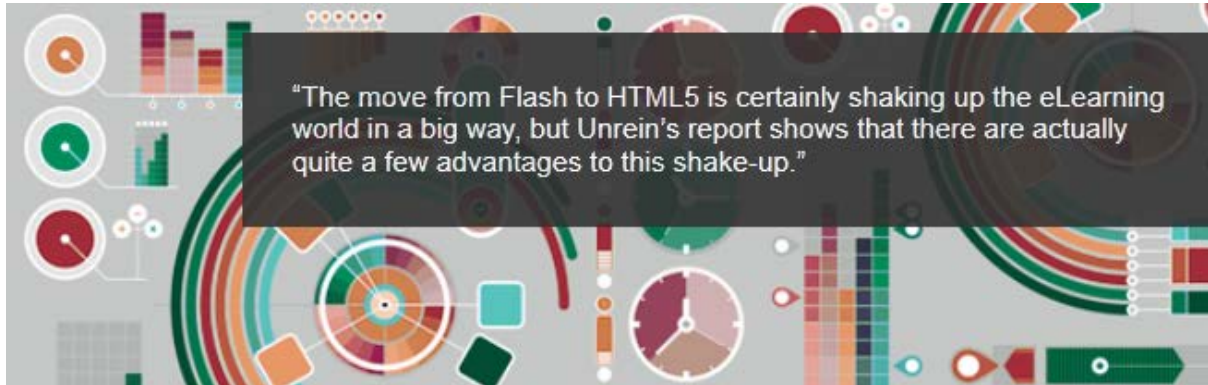 “The move from Flash to HTML5 is certainly shaking up the eLearning
world in a big way, but Unrein’s report shows that there are actually
quite a few advantages to this shake-up.”